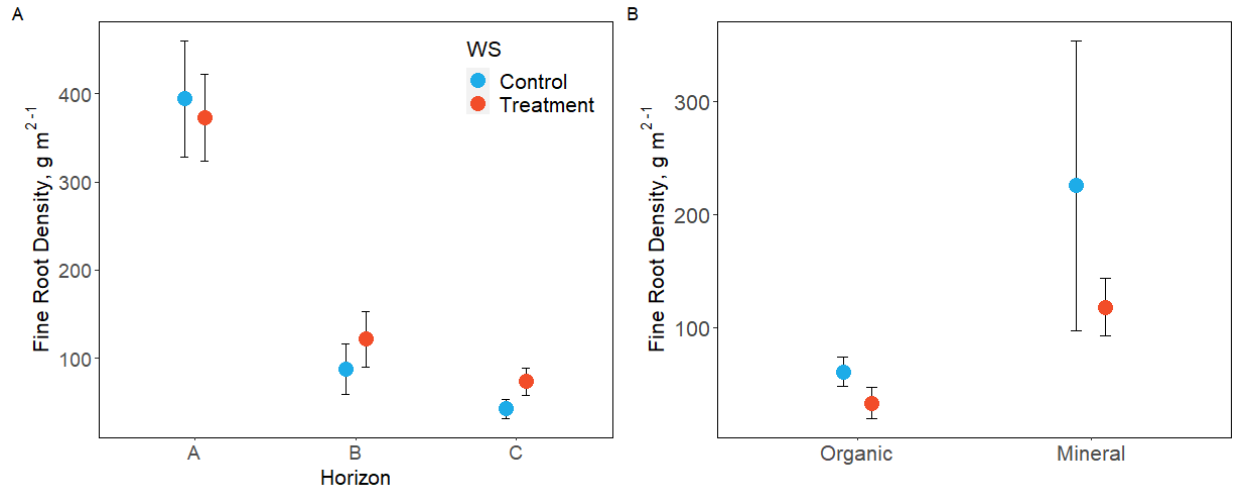 A
Fine Root Density, g m²⁻¹
400
300
200
100
WS
Control
Treatment
A
B
C
Horizon
B
Fine Root Density, g m²⁻¹
300
200
100
Organic
Mineral